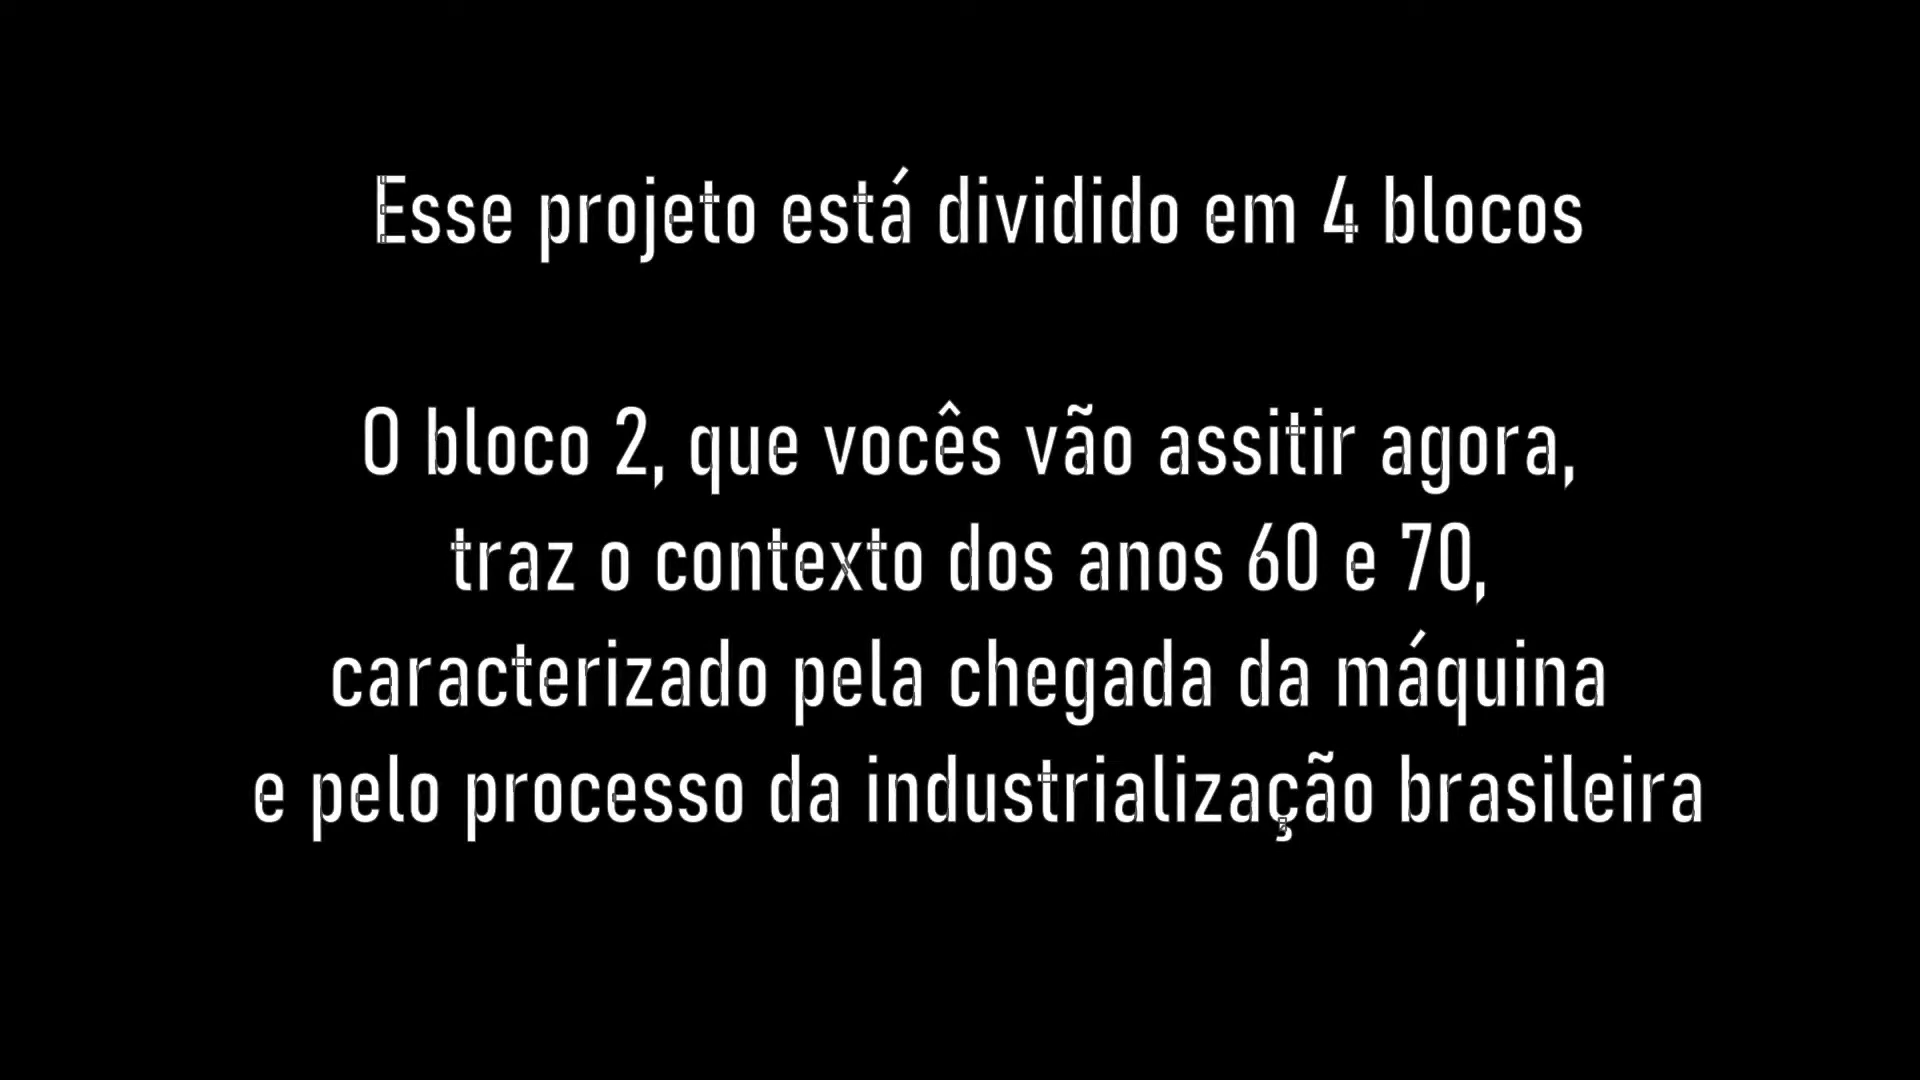 Esse projeto está dividido em 4 blocos
O bloco 2, que vocês vão assitir agora,
traz o contexto dos anos 60 e 70,
caracterizado pela chegada da máquina
e pelo processo da industrialização brasileira